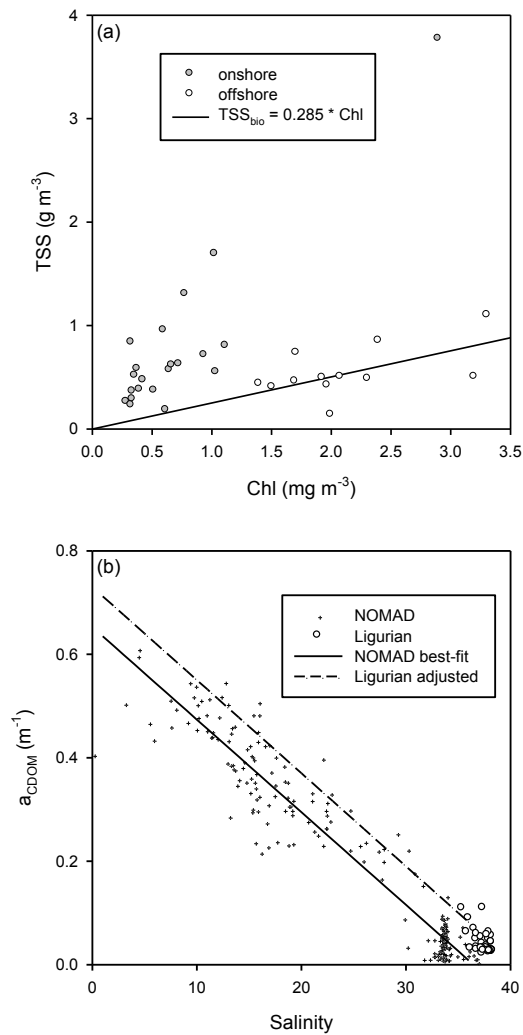 (a)
4
3
2
1
0
TSS (g m⁻³)
onshore
offshore
TSSbio = 0.285 * Chl
0.0 0.5 1.0 1.5 2.0 2.5 3.0 3.5
Chl (mg m⁻³)
(b)
0.8
0.6
0.4
0.2
0.0
aCDOM (m⁻¹)
NOMAD
Ligurian
NOMAD best-fit
Ligurian adjusted
0 10 20 30 40
Salinity